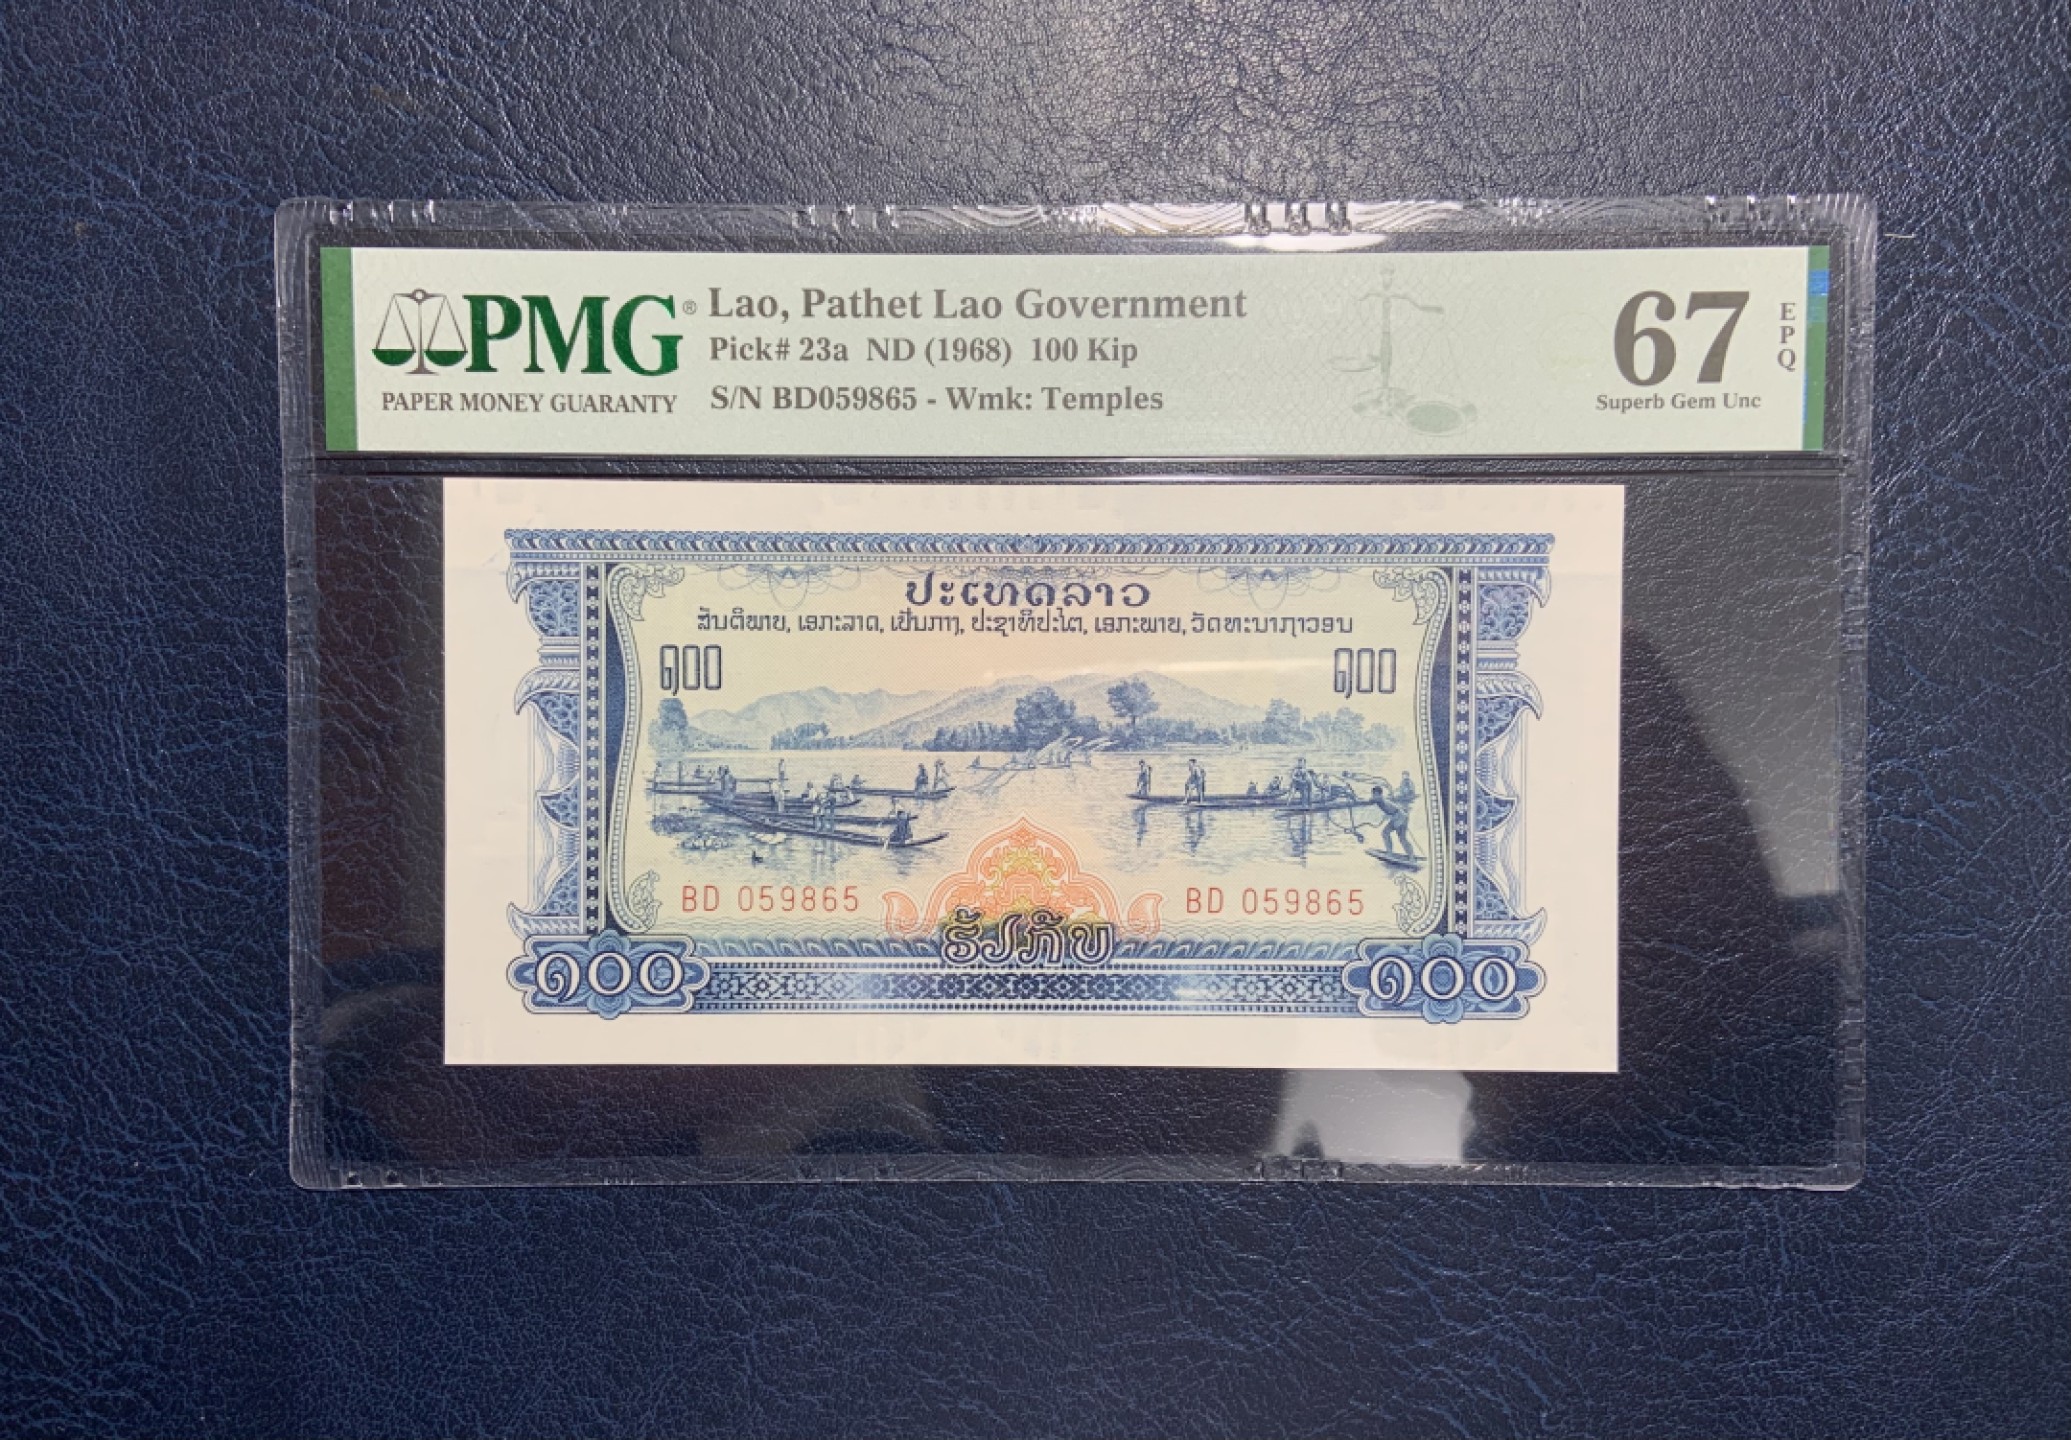 PMG®
PAPER MONEY GUARANTY
Lao, Pathet Lao Government
Pick# 23a ND (1968) 100 Kip
S/N BD059865 - Wmk: Temples
67
EPQ
Superb Gem Unc
ປະເທດລາວ
ສັນຕິພາບ, ເອກະລາດ, ເປັນກາງ, ປະຊາທິປະໄຕ, ເອກະພາບ, ວັດທະນາຖາວອນ
໑໐໐ ໑໐໐
BD 059865 BD 059865
ຮ້ອຍກີບ
໑໐໐ ໑໐໐